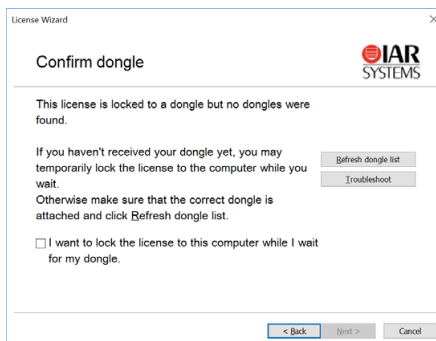 License Wizard
Confirm dongle
IAR
SYSTEMS
This license is locked to a dongle but no dongles were
found.
If you haven't received your dongle yet, you may
temporarily lock the license to the computer while you
wait.
Otherwise make sure that the correct dongle is
attached and click Refresh dongle list.
Refresh dongle list
Troubleshoot
I want to lock the license to this computer while I wait
for my dongle.
< Back
Next >
Cancel